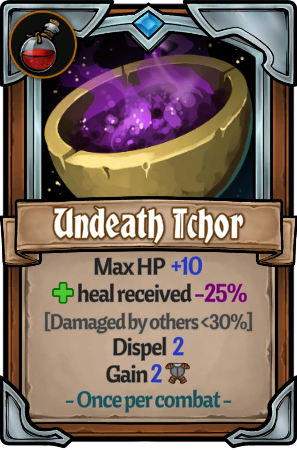 Undeath Ichor
Max HP +10
heal received -25%
[Damaged by others <30%]
Dispel 2
Gain 2
- Once per combat -